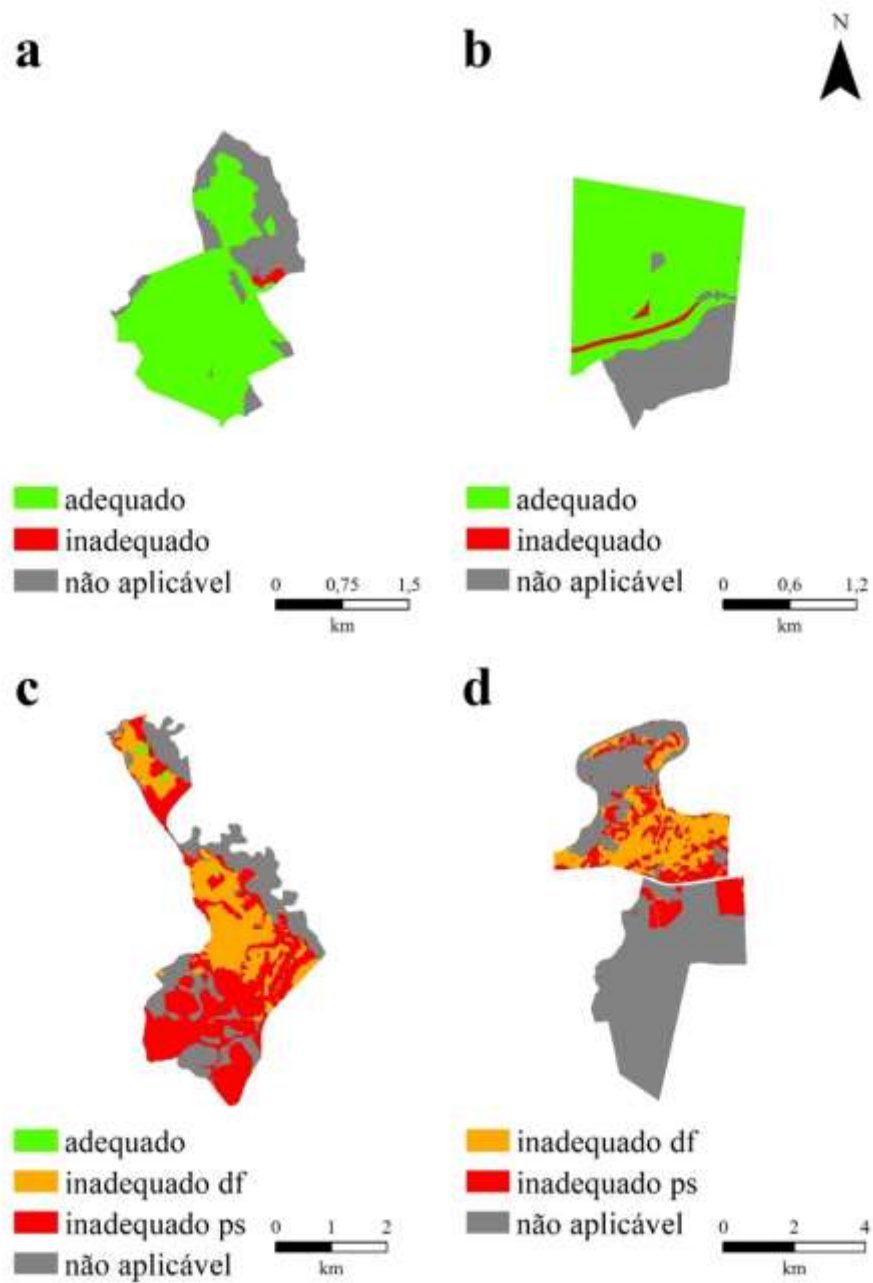 a
b
N
adequado
inadequado
não aplicável
0 0,75 1,5
km
adequado
inadequado
não aplicável
0 0,6 1,2
km
c
d
adequado
inadequado df
inadequado ps
não aplicável
0 1 2
km
inadequado df
inadequado ps
não aplicável
0 2 4
km